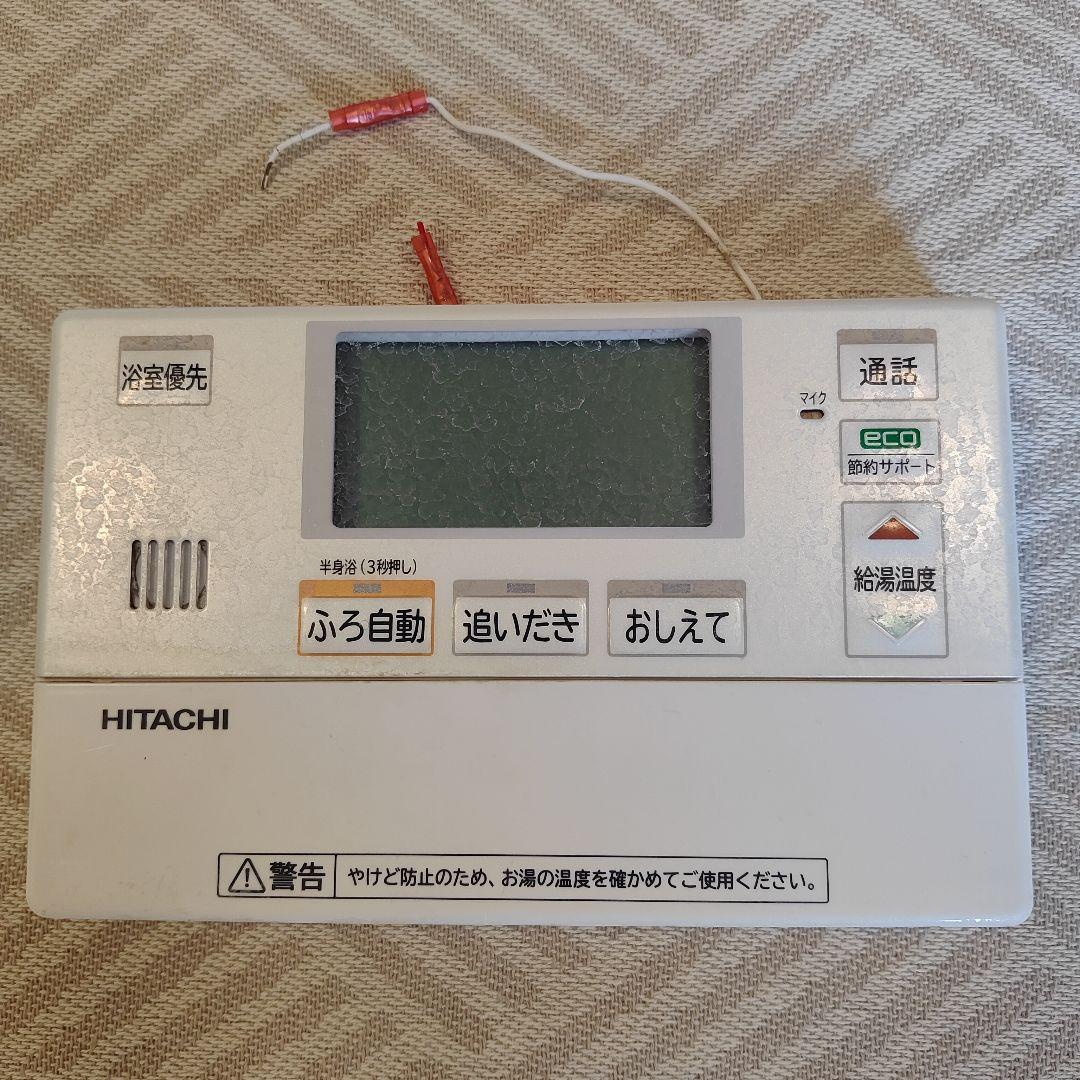 浴室優先
通話
マイク
eco
節約サポート
給湯温度
半身浴(3秒押し)
ふろ自動
追いだき
おしえて
HITACHI
警告
やけど防止のため、お湯の温度を確かめてご使用ください。